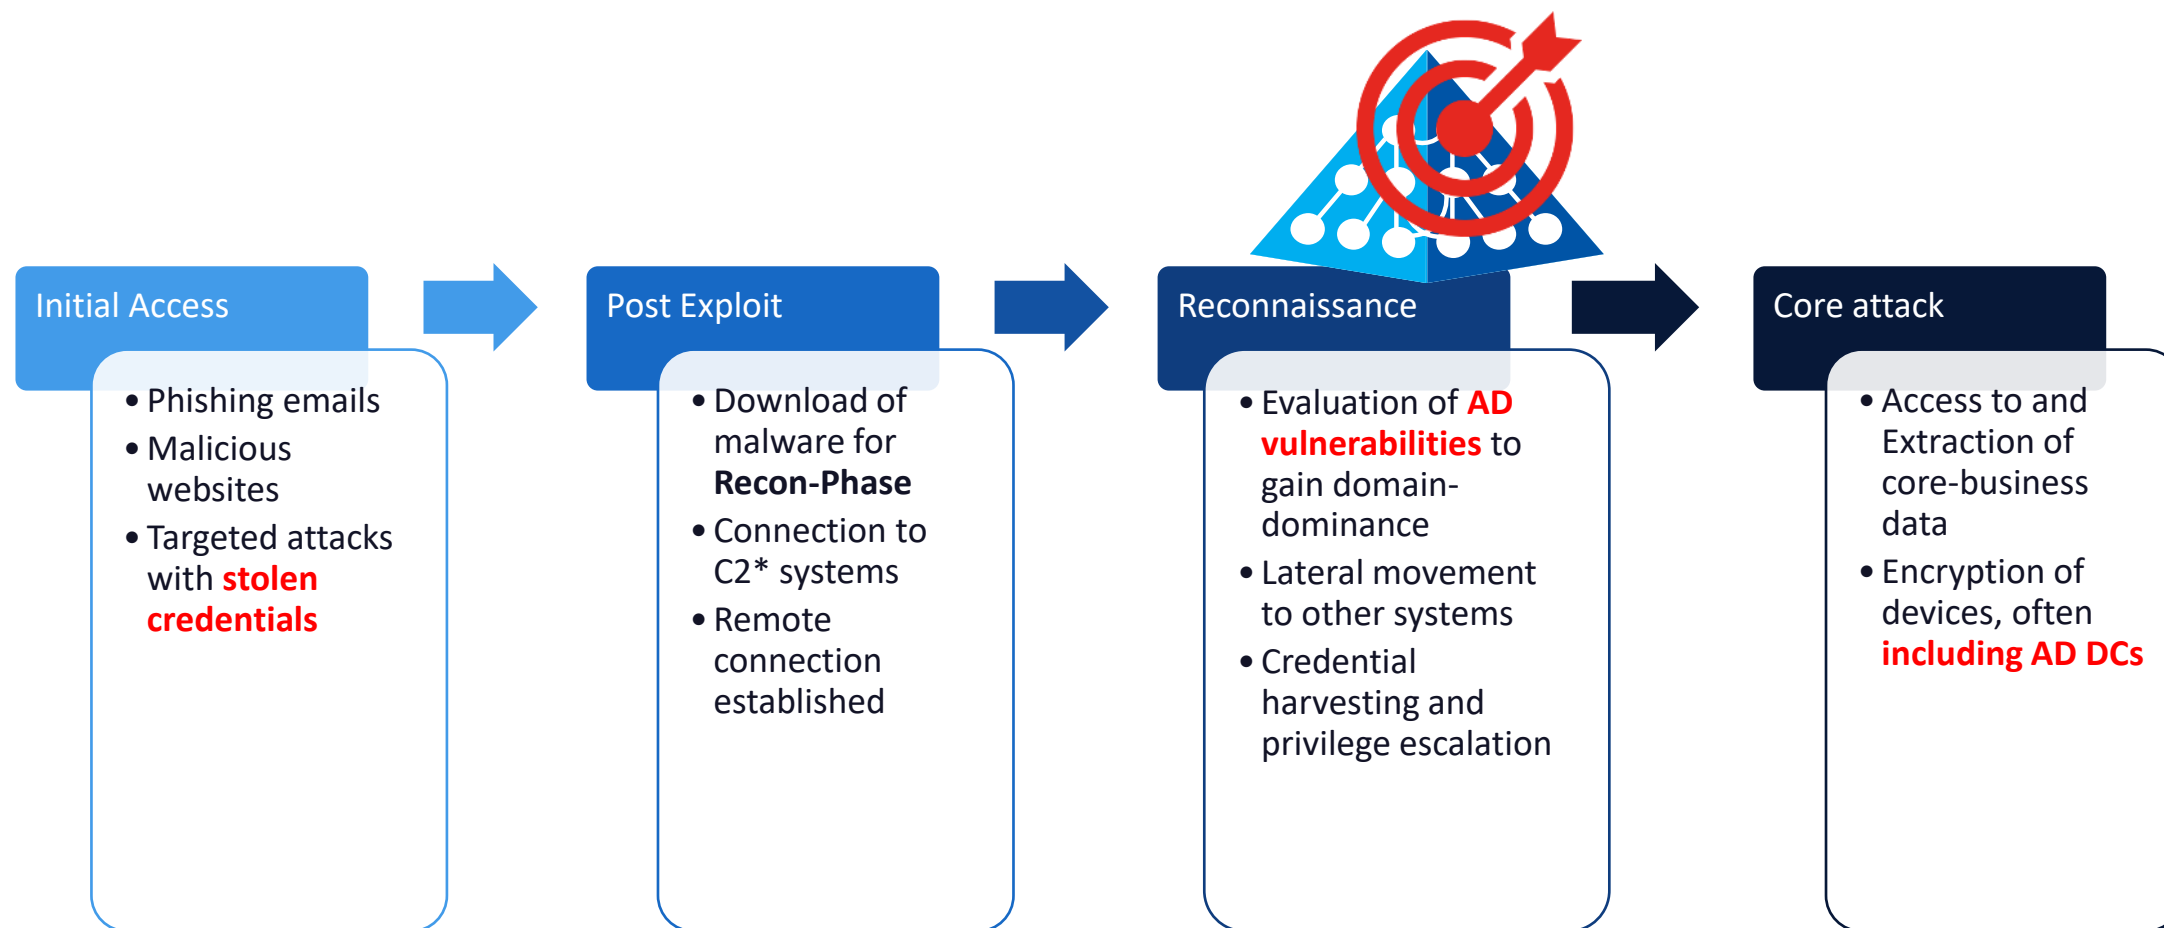 Initial Access
• Phishing emails
• Malicious
websites
• Targeted attacks
with stolen
credentials
Post Exploit
• Download of
malware for
Recon-Phase
• Connection to
C2* systems
• Remote
connection
established
Reconnaissance
• Evaluation of AD
vulnerabilities to
gain domain-
dominance
• Lateral movement
to other systems
• Credential
harvesting and
privilege escalation
Core attack
• Access to and
Extraction of
core-business
data
• Encryption of
devices, often
including AD DCs